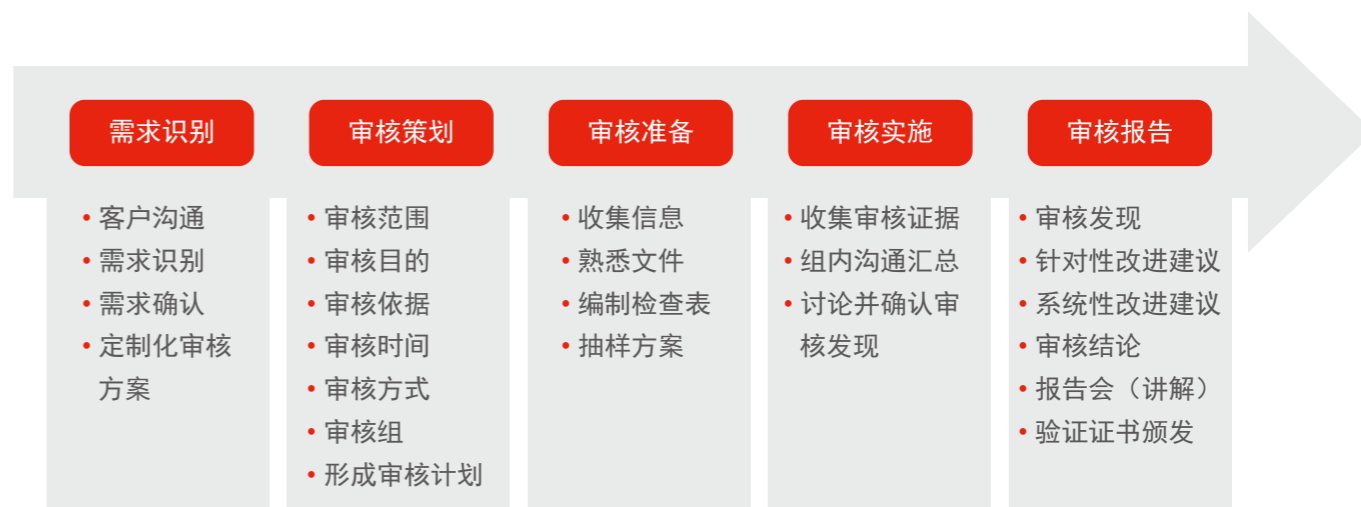 需求识别
• 客户沟通
• 需求识别
• 需求确认
• 定制化审核
方案
审核策划
• 审核范围
• 审核目的
• 审核依据
• 审核时间
• 审核方式
• 审核组
• 形成审核计划
审核准备
• 收集信息
• 熟悉文件
• 编制检查表
• 抽样方案
审核实施
• 收集审核证据
• 组内沟通汇总
• 讨论并确认审
核发现
审核报告
• 审核发现
• 针对性改进建议
• 系统性改进建议
• 审核结论
• 报告会（讲解）
• 验证证书颁发